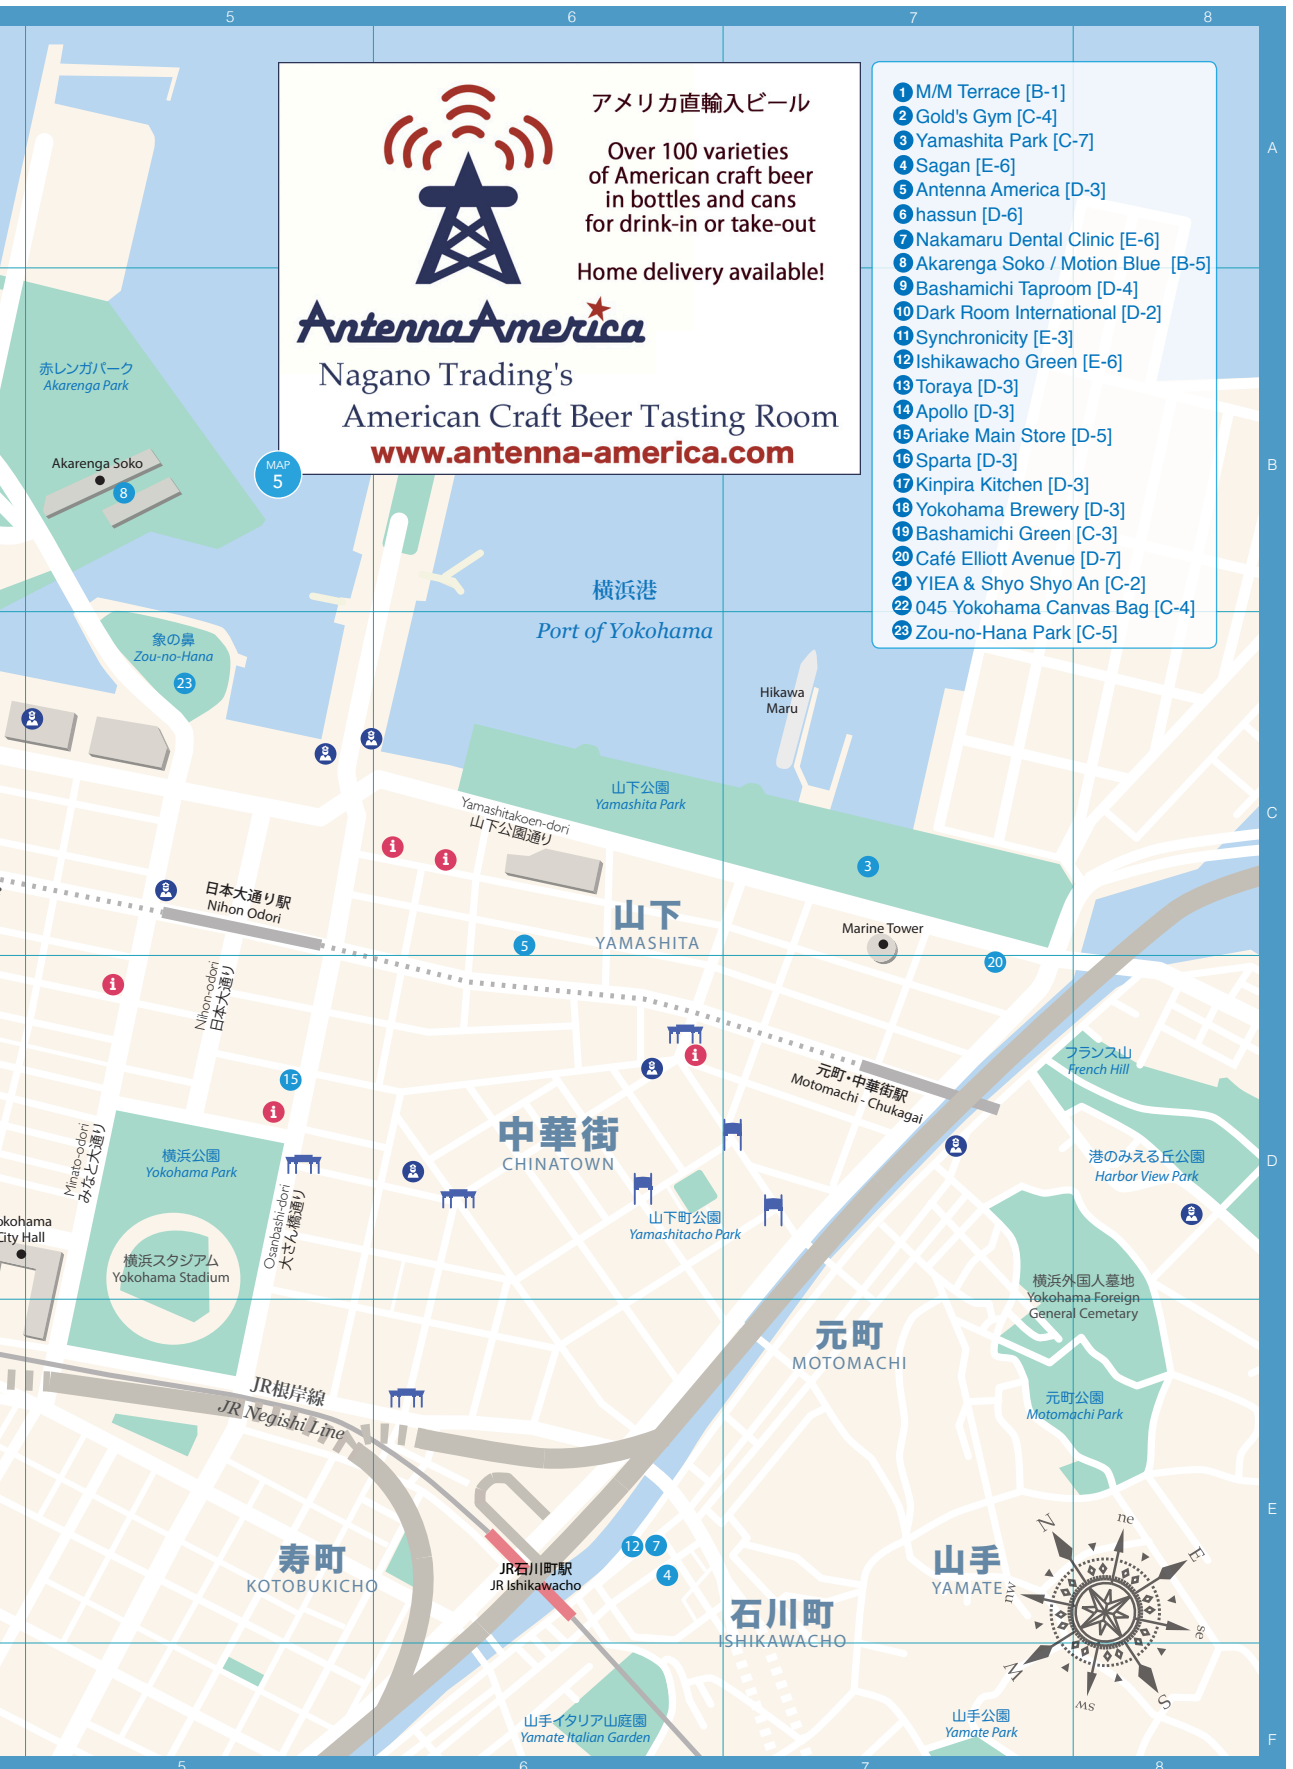 5
6
7
8
アメリカ直輸入ビール
Over 100 varieties
of American craft beer
in bottles and cans
for drink-in or take-out
Home delivery available!
Antenna America
Nagano Trading's
American Craft Beer Tasting Room
www.antenna-america.com
1 M/M Terrace [B-1]
2 Gold's Gym [C-4]
3 Yamashita Park [C-7]
4 Sagan [E-6]
5 Antenna America [D-3]
6 hassun [D-6]
7 Nakamaru Dental Clinic [E-6]
8 Akarenga Soko / Motion Blue [B-5]
9 Bashamichi Taproom [D-4]
10 Dark Room International [D-2]
11 Synchronicity [E-3]
12 Ishikawacho Green [E-6]
13 Toraya [D-3]
14 Apollo [D-3]
15 Ariake Main Store [D-5]
16 Sparta [D-3]
17 Kinpira Kitchen [D-3]
18 Yokohama Brewery [D-3]
19 Bashamichi Green [C-3]
20 Café Elliott Avenue [D-7]
21 YIEA & Shyo Shyo An [C-2]
22 045 Yokohama Canvas Bag [C-4]
23 Zou-no-Hana Park [C-5]
A
赤レンガパーク
Akarenga Park
Akarenga Soko
8
MAP
5
B
横浜港
Port of Yokohama
象の鼻
Zou-no-Hana
23
Hikawa
Maru
山下公園
Yamashita Park
Yamashitakoen-dori
山下公園通り
C
i
i
3
日本大通り駅
Nihon Odori
山下
YAMASHITA
Marine Tower
5
20
i
Nihon-odori
日本大通り
i
フランス山
French Hill
元町・中華街駅
Motomachi - Chukagai
15
i
中華街
CHINATOWN
Minato-odori
みなと大通り
横浜公園
Yokohama Park
港のみえる丘公園
Harbor View Park
D
okohama
City Hall
Osanbashi-dori
大さん橋通り
山下町公園
Yamashitacho Park
横浜スタジアム
Yokohama Stadium
横浜外国人墓地
Yokohama Foreign
General Cemetary
元町
MOTOMACHI
JR根岸線
JR Negishi Line
元町公園
Motomachi Park
E
12
7
4
寿町
KOTOBUKICHO
JR石川町駅
JR Ishikawacho
山手
YAMATE
N
ne
E
se
S
sw
W
nw
石川町
ISHIKAWACHO
山手イタリア山庭園
Yamate Italian Garden
山手公園
Yamate Park
F
5
6
7
8